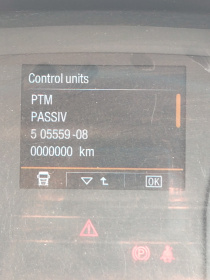 Control units
PTM
PASSIV
5 05559-08
0000000 km
OK